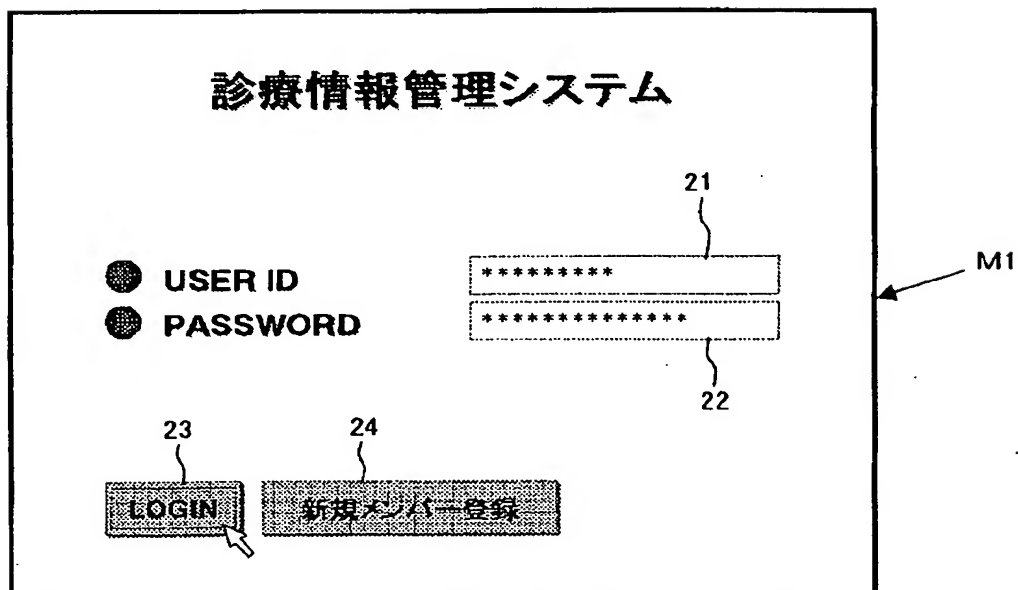 診療情報管理システム
21
USER ID
*********
M1
PASSWORD
**************
22
23
24
LOGIN
新規メンバー登録